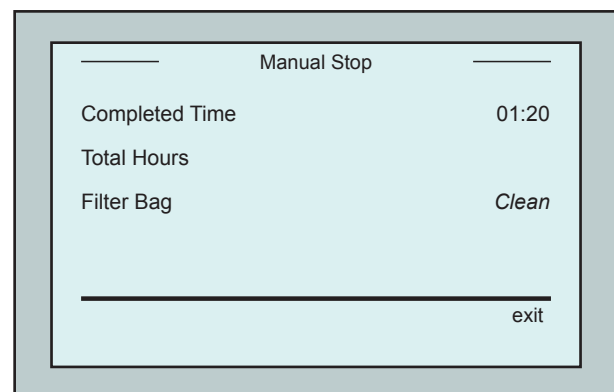 Manual Stop
Completed Time 01:20
Total Hours
Filter Bag Clean
exit